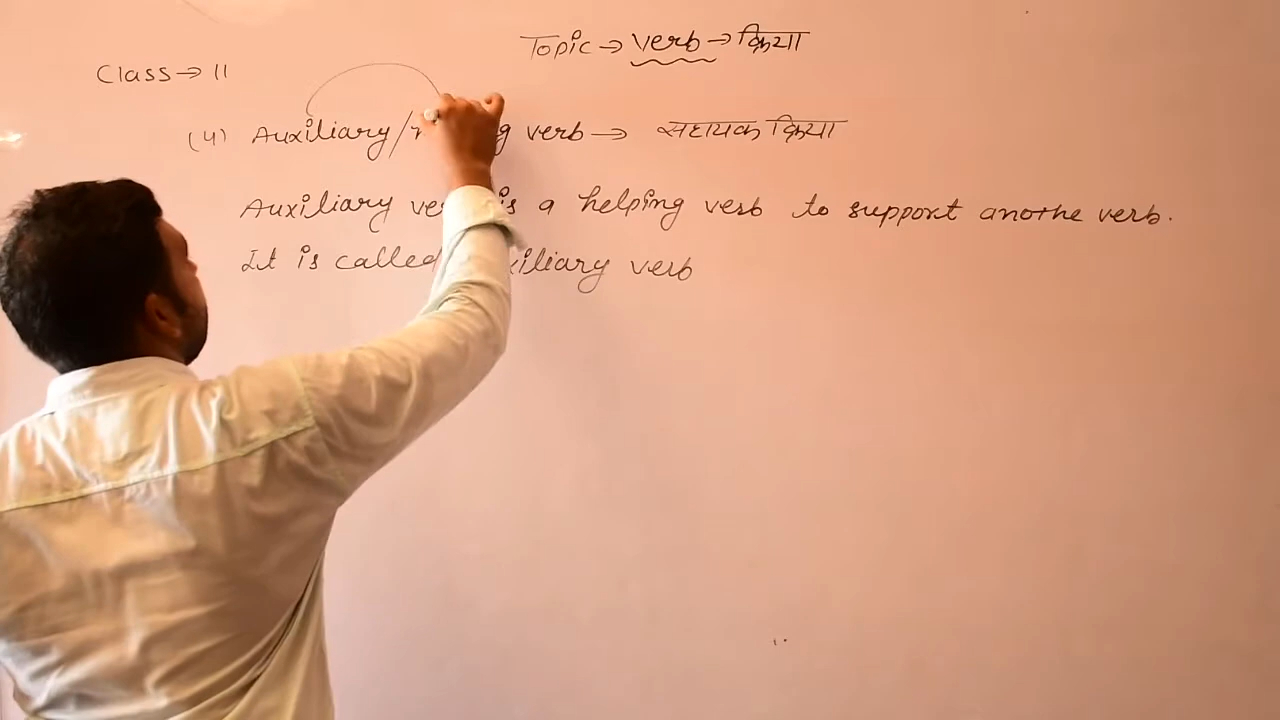 Topic → verb → क्रिया
Class → 11
(4) Auxiliary/ verb → सहायक क्रिया
Auxiliary is a helping verb to support anothe verb.
It is called verb